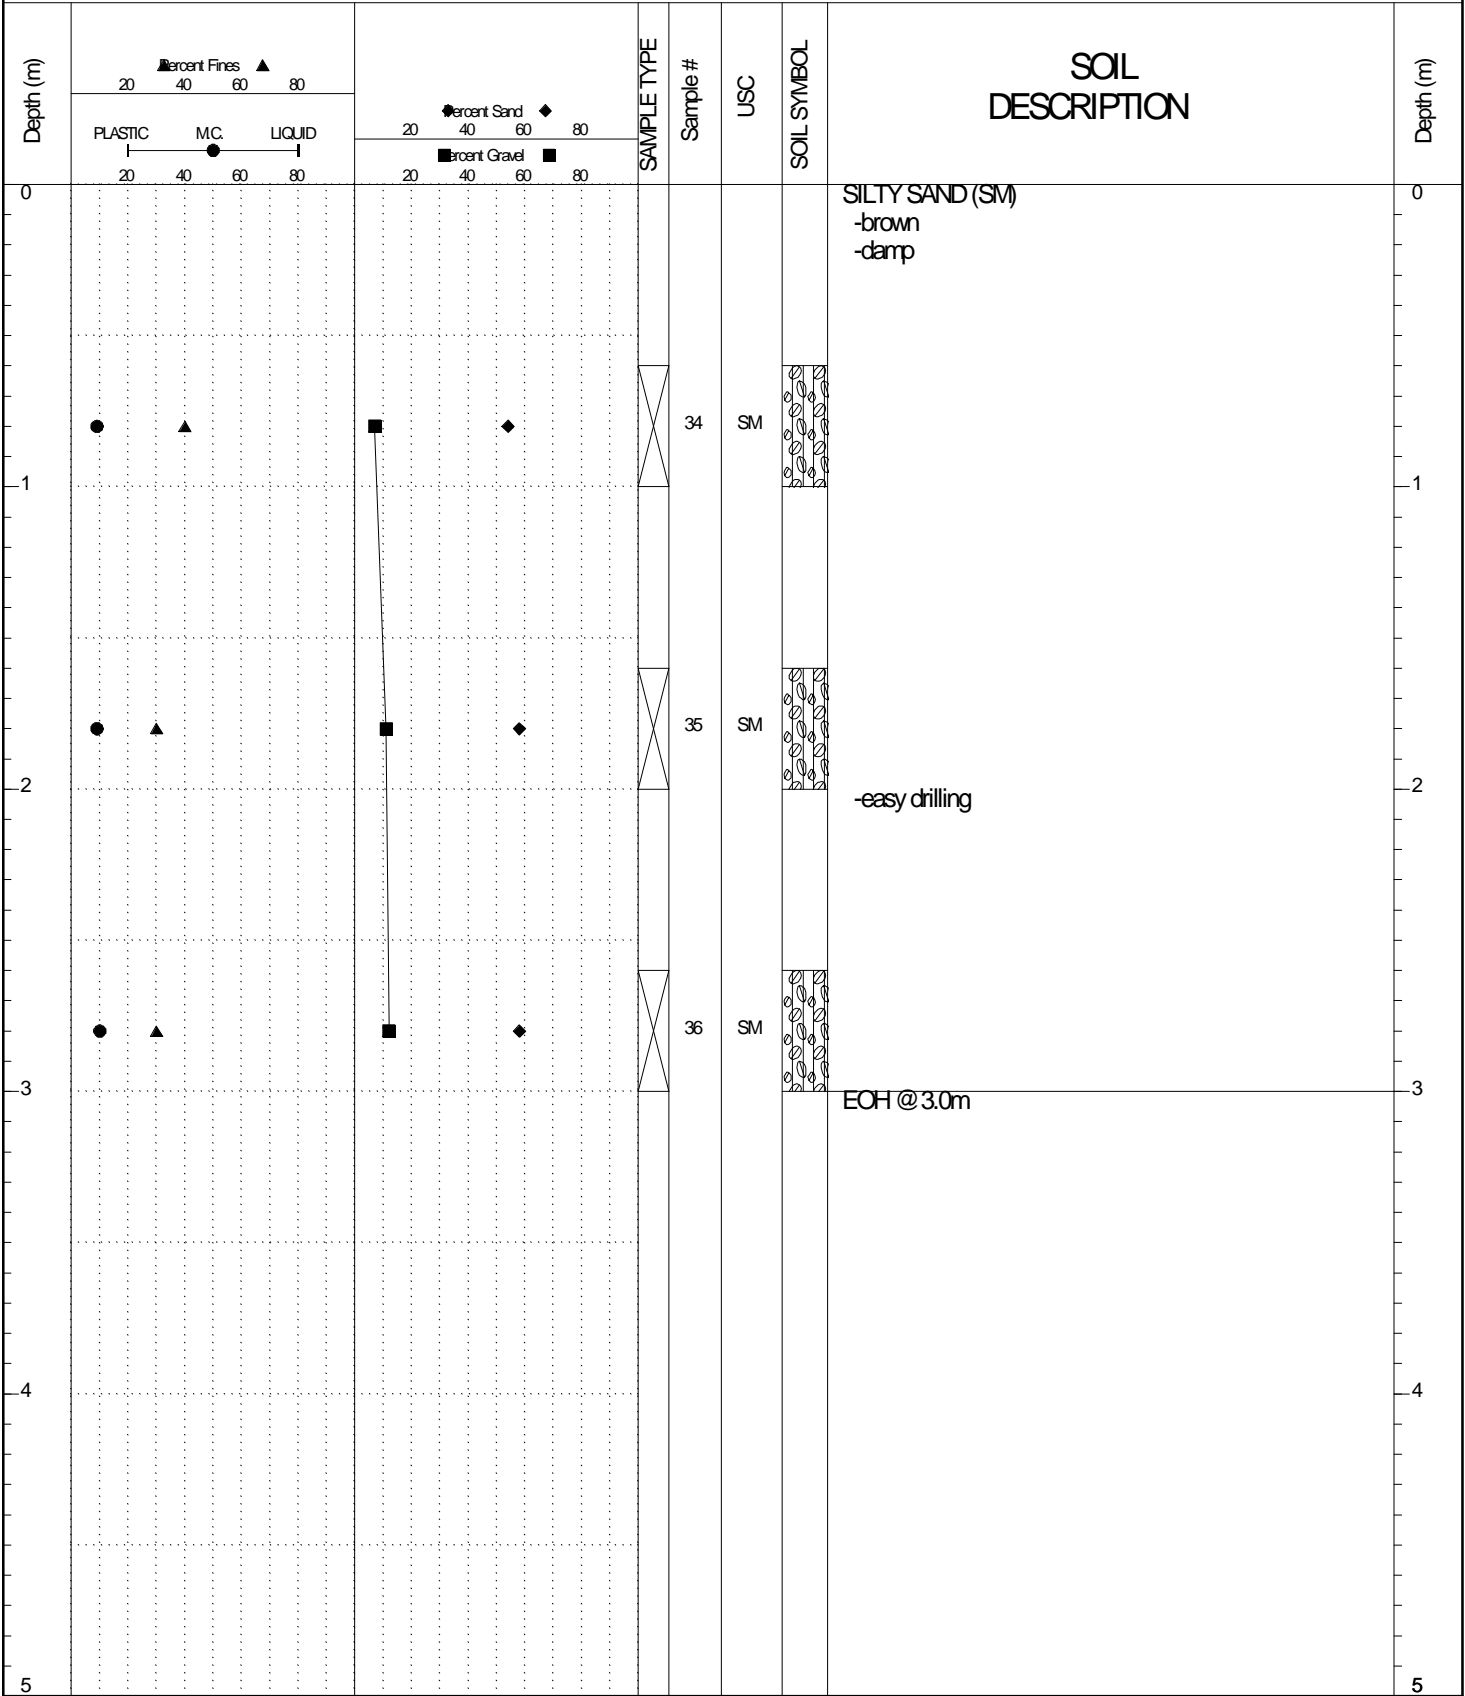 Depth (m)
Percent Fines
20 40 60 80
PLASTIC M.C. LIQUID
20 40 60 80
Percent Sand
20 40 60 80
Percent Gravel
20 40 60 80
SAMPLE TYPE
Sample #
USC
SOIL SYMBOL
SOIL
DESCRIPTION
Depth (m)
0 SILTY SAND (SM) 0
-brown
-damp
34 SM
1 1
35 SM
2 2
-easy drilling
36 SM
3 3
EOH @ 3.0m
4 4
5 5